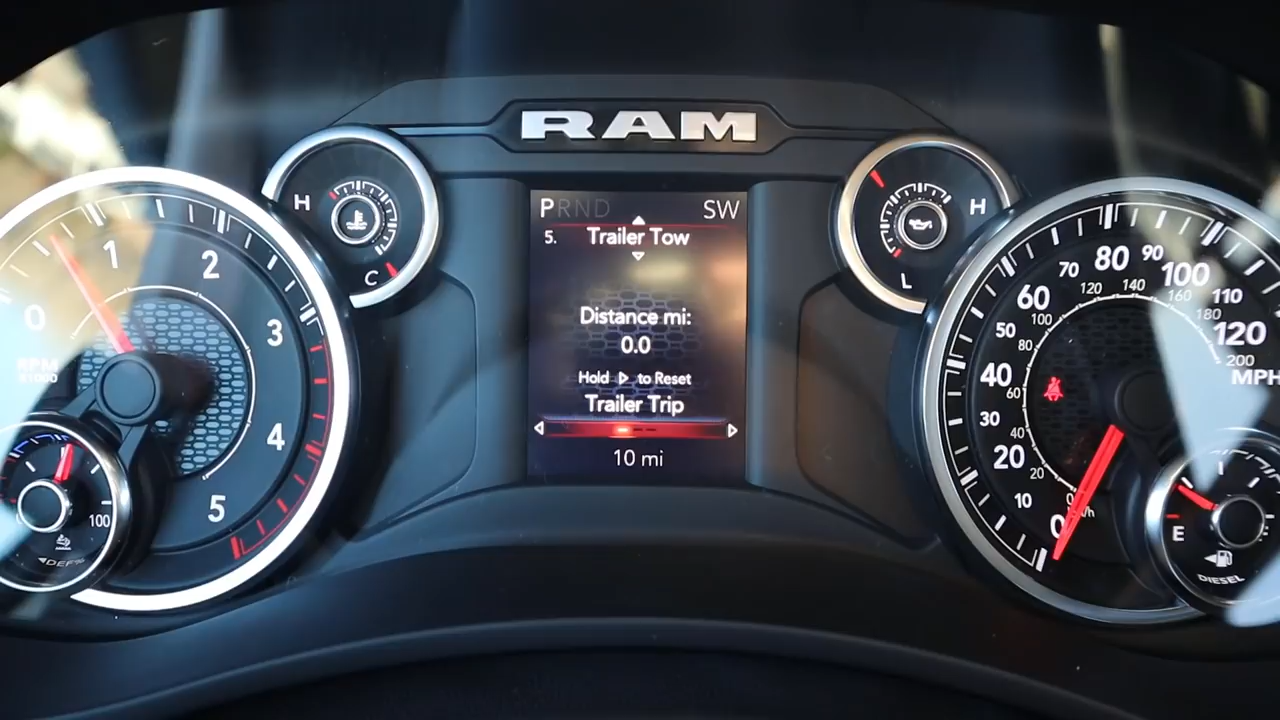 RAM
H
C
H
L
PRND
SW
5.
Trailer Tow
Distance mi:
0.0
Hold ▷ to Reset
Trailer Trip
10 mi
0
1
2
3
4
5
RPM
X1000
100
DEF%
0
10
20
30
40
50
60
70
80
90
100
110
120
MPH
0
20
40
60
80
100
120
140
160
180
200
E
DIESEL